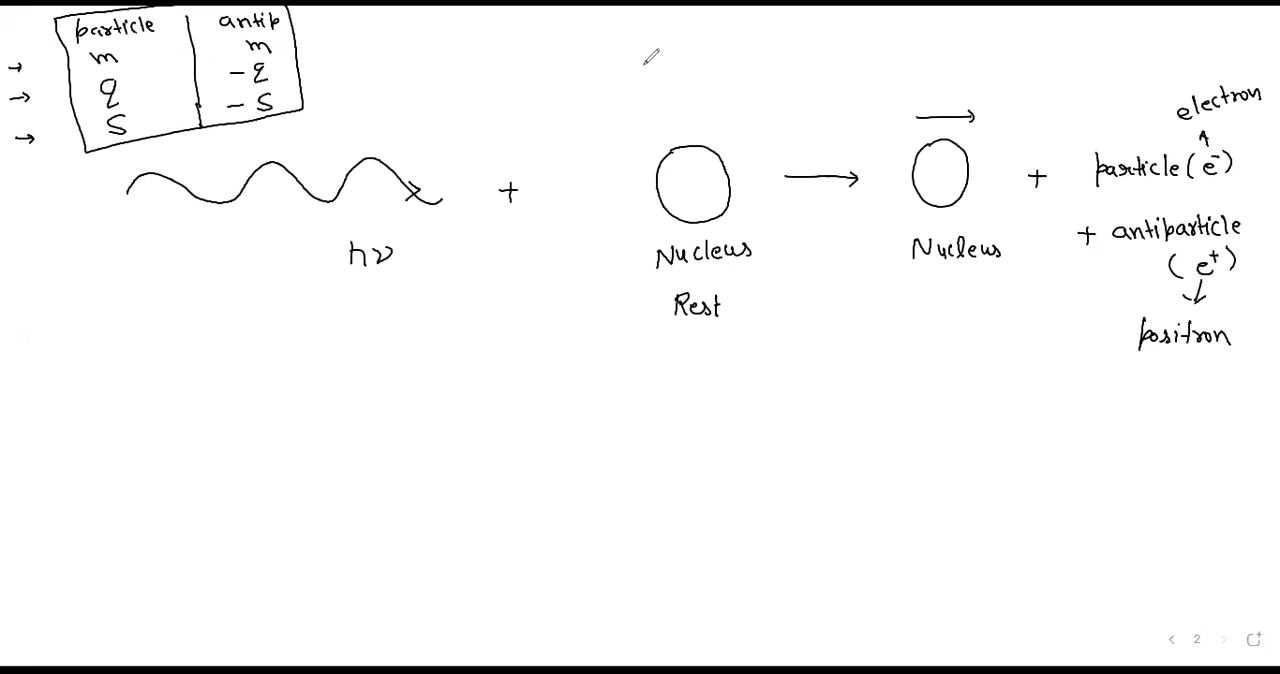 particle | antip
→ m | m
→ q | -q
→ s | -s
hν + Nucleus → Nucleus + particle (e⁻)
electron
Rest
+ antiparticle
(e⁺)
positron
2